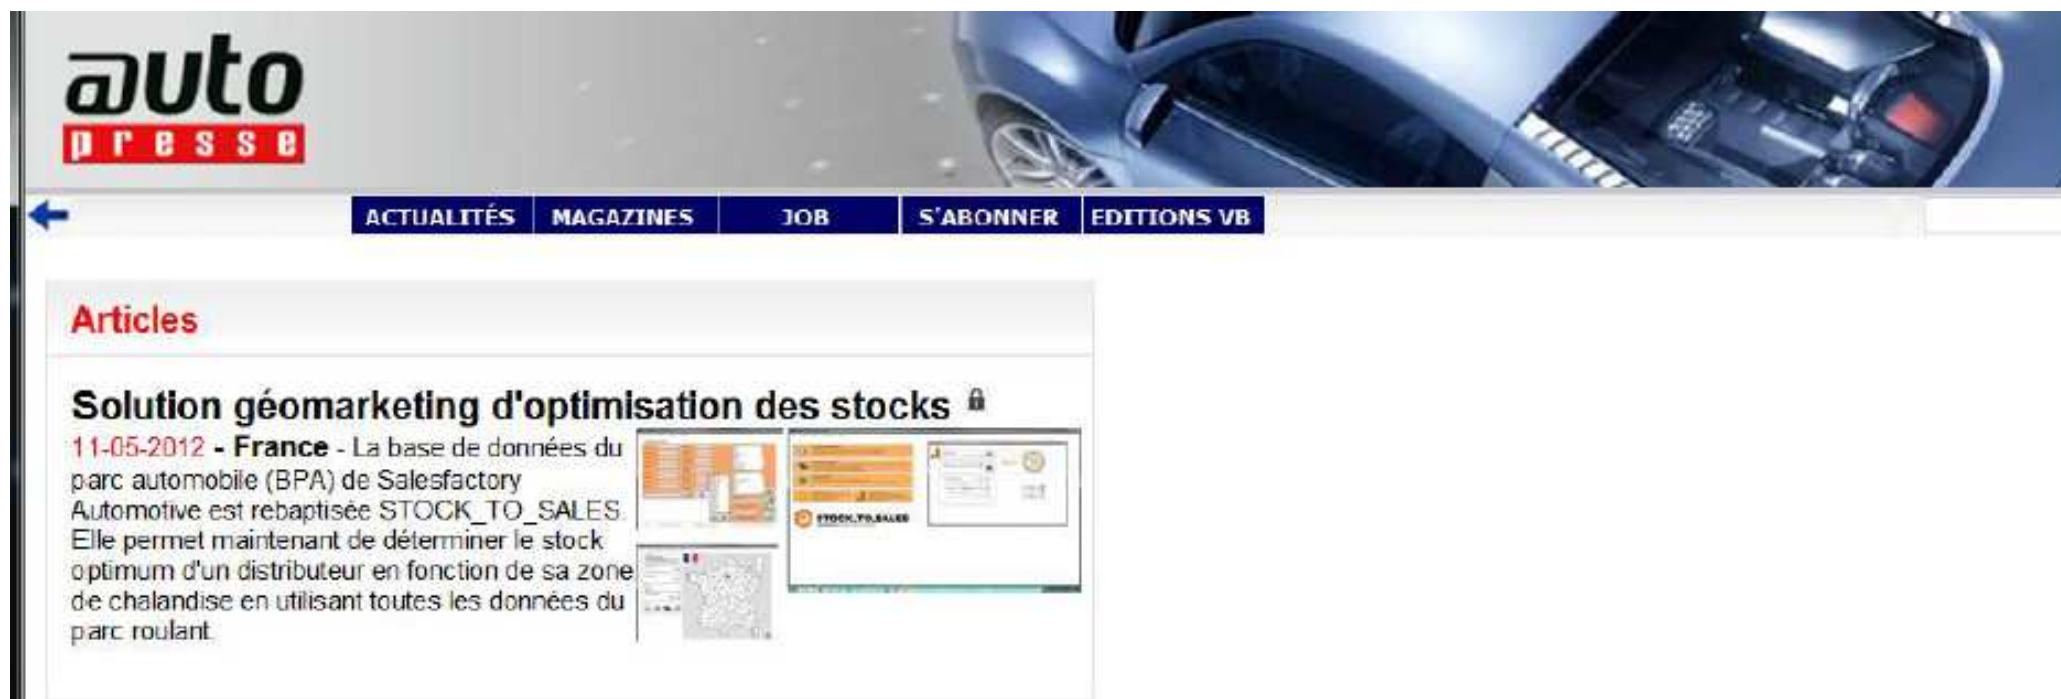 auto
presse
ACTUALITÉS MAGAZINES JOB S'ABONNER EDITIONS VB
Articles
Solution géomarketing d'optimisation des stocks
11-05-2012 - France - La base de données du
parc automobile (BPA) de Salesfactory
Automotive est rebaptisée STOCK_TO_SALES.
Elle permet maintenant de déterminer le stock
optimum d'un distributeur en fonction de sa zone
de chalandise en utilisant toutes les données du
parc roulant.
STOCK_TO_SALES